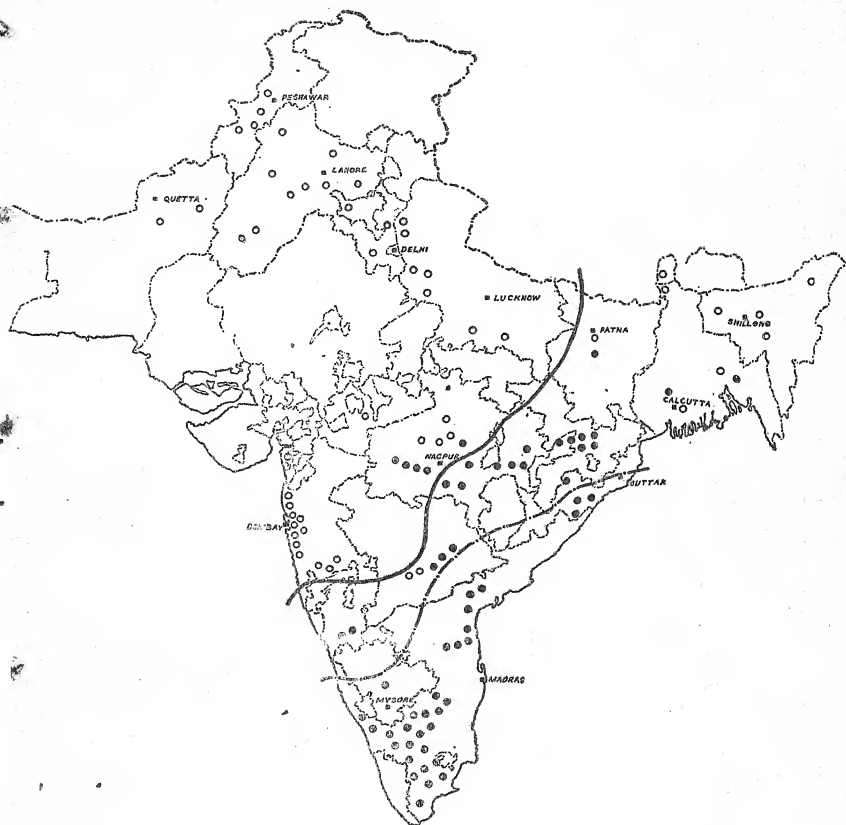 PESHAWAR
LAHORE
QUETTA
DELHI
LUCKNOW
PATNA
SHILLONG
CALCUTTA
NAGPUR
CUTTAK
BOMBAY
MADRAS
MYSORE